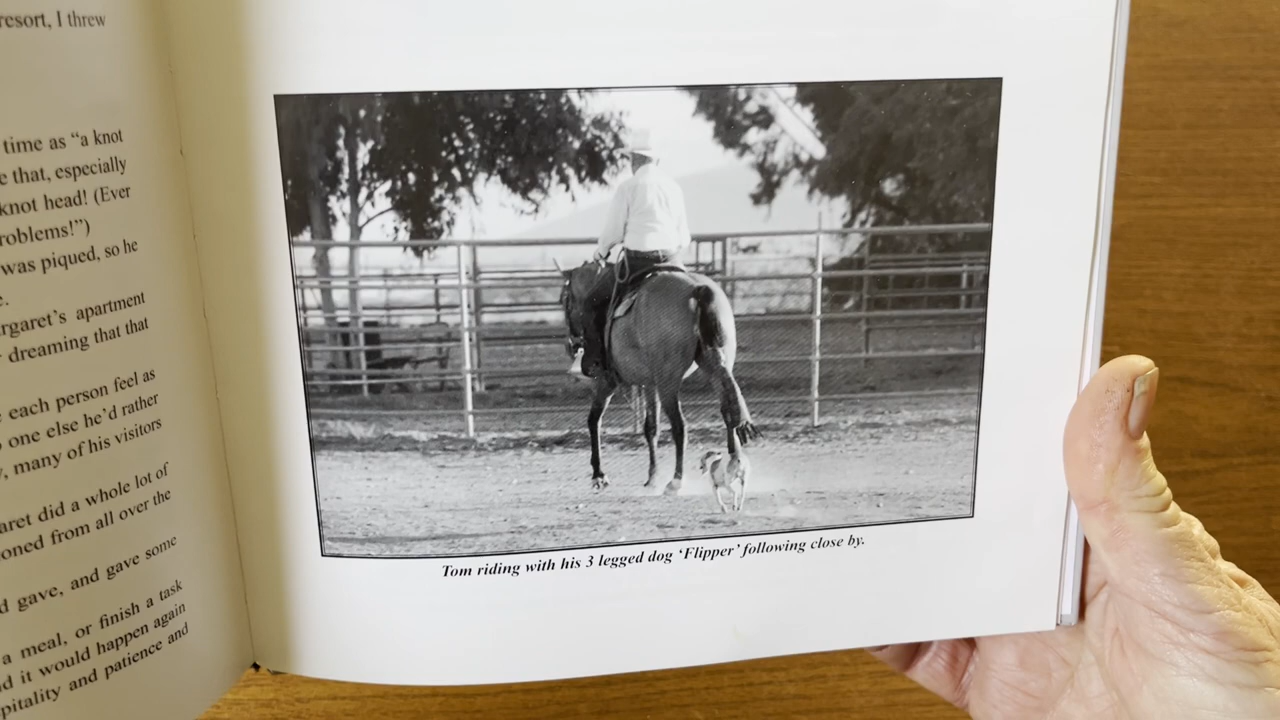 resort, I threw
time as “a knot
e that, especially
knot head! (Ever
roblems!”)
was piqued, so he
e.
rgaret’s apartment
dreaming that that
each person feel as
one else he’d rather
, many of his visitors
aret did a whole lot of
oned from all over the
d gave, and gave some
a meal, or finish a task
d it would happen again
pitality and patience and
Tom riding with his 3 legged dog ‘Flipper’ following close by.